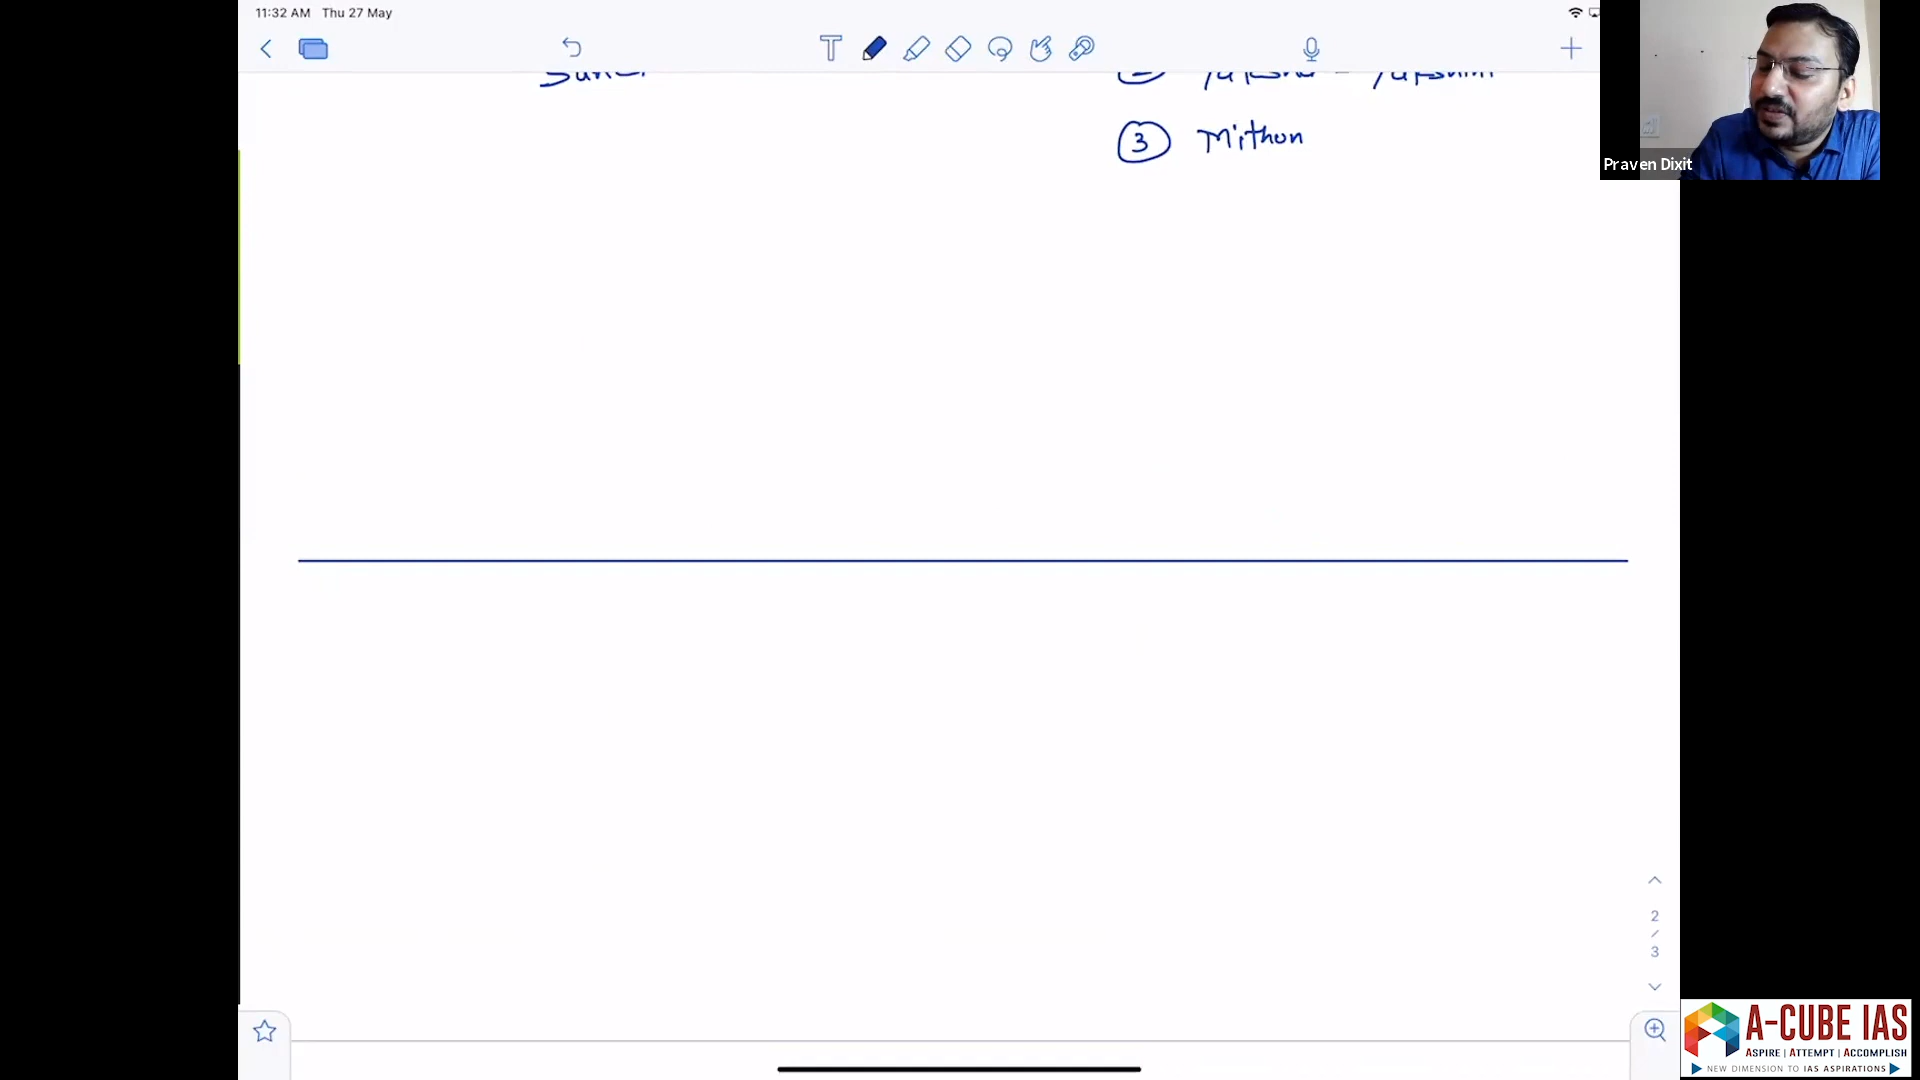 11:32 AM Thu 27 May
T
3 Mithun
Praven Dixit
2
/
3
A-CUBE IAS
ASPIRE | ATTEMPT | ACCOMPLISH
NEW DIMENSION TO IAS ASPIRATIONS